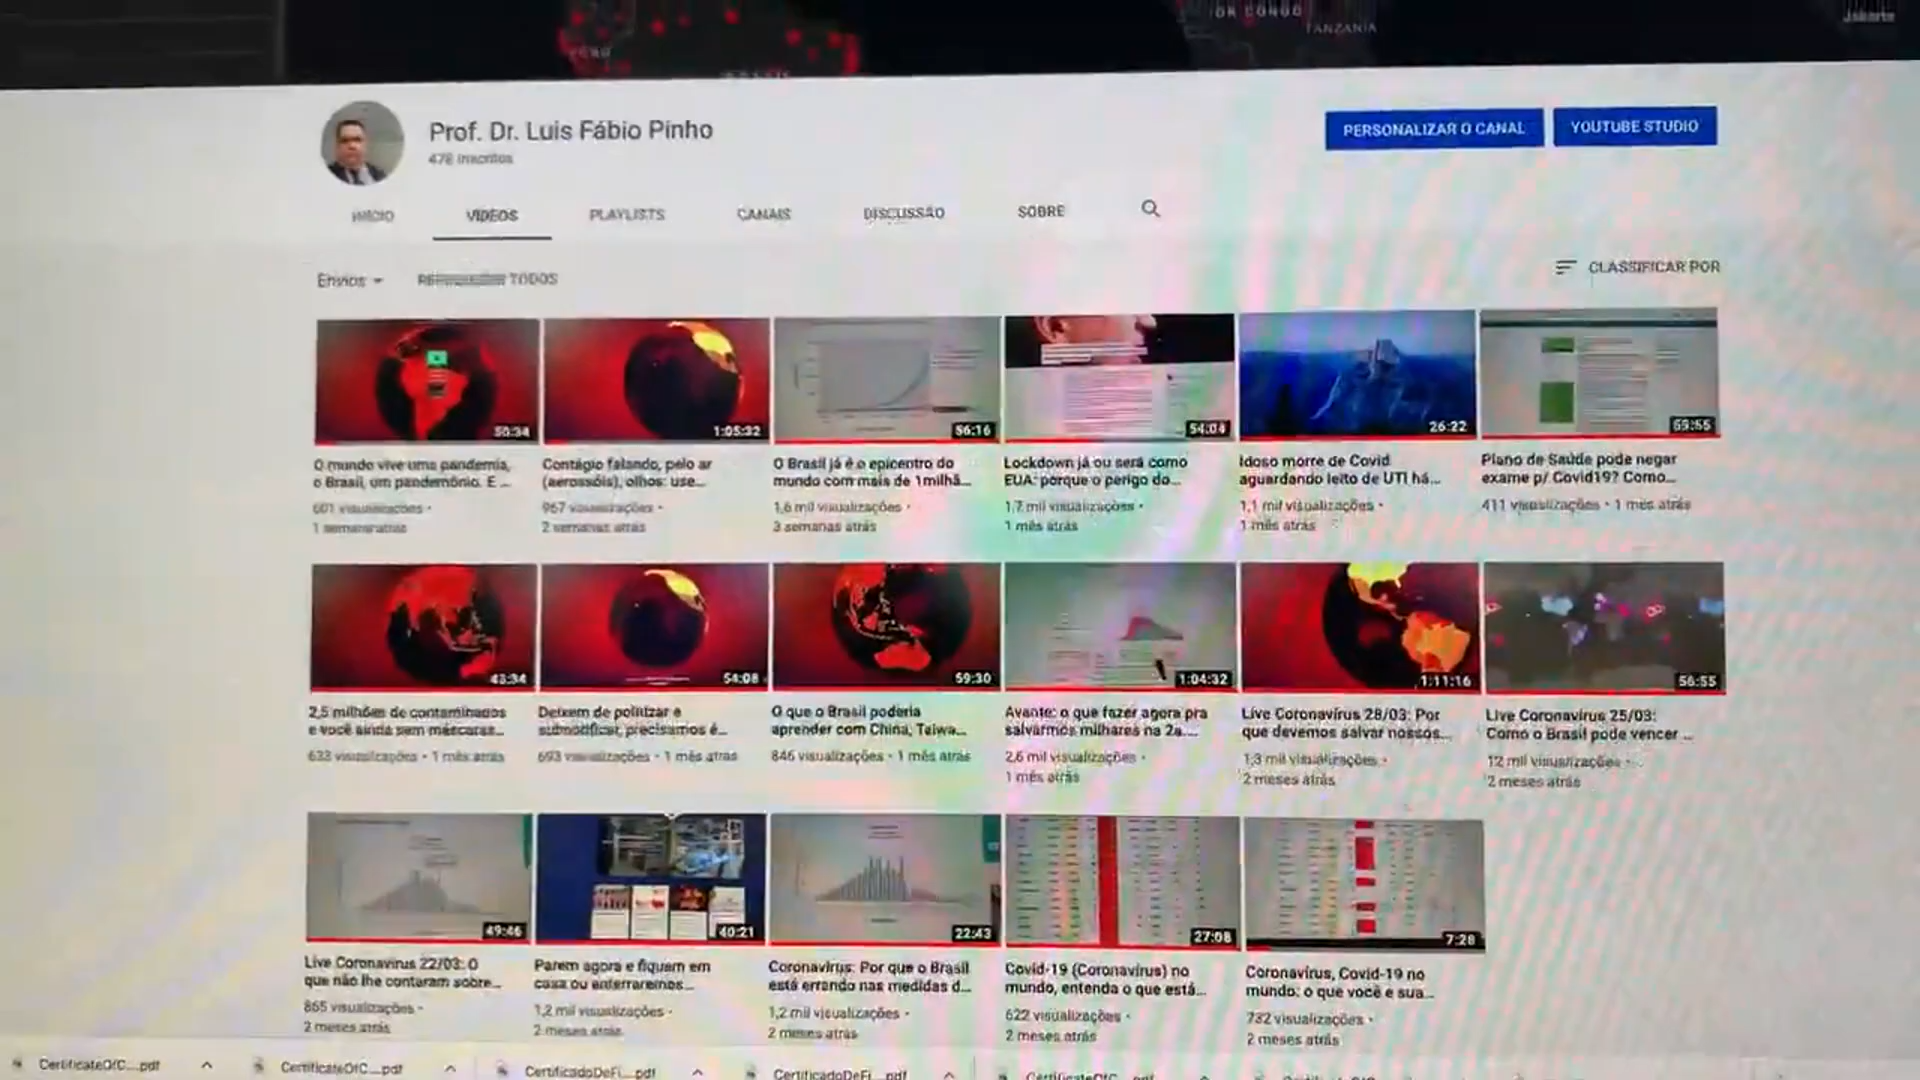 DR CONGO
TANZANIA
Jakarta
PERU
BRASIL
Prof. Dr. Luis Fábio Pinho
478 inscritos
PERSONALIZAR O CANAL
YOUTUBE STUDIO
INÍCIO
VÍDEOS
PLAYLISTS
CANAIS
DISCUSSÃO
SOBRE
Envios
TODOS
CLASSIFICAR POR
50:34
1:05:32
56:16
54:04
26:22
59:55
O mundo vive uma pandemia,
o Brasil, um pandemônio. E ...
601 visualizações •
1 semana atrás
Contágio falando, pelo ar
(aerossóis), olhos: use...
967 visualizações •
2 semanas atrás
O Brasil já é o epicentro do
mundo com mais de 1milhã...
1,6 mil visualizações •
3 semanas atrás
Lockdown já ou será como
EUA: porque o perigo do...
1,7 mil visualizações •
1 mês atrás
Idoso morre de Covid
aguardando leito de UTI há...
1,1 mil visualizações •
1 mês atrás
Plano de Saúde pode negar
exame p/ Covid19? Como...
411 visualizações • 1 mês atrás
43:34
54:08
59:30
1:04:32
1:11:16
56:55
2,5 milhões de contaminados
e você ainda sem máscaras...
633 visualizações • 1 mês atrás
Deixem de politizar e
subnotificar, precisamos é...
693 visualizações • 1 mês atrás
O que o Brasil poderia
aprender com China, Taiwa...
846 visualizações • 1 mês atrás
Avante: o que fazer agora pra
salvarmos milhares na 2a....
2,6 mil visualizações •
1 mês atrás
Live Coronavírus 28/03: Por
que devemos salvar nossos...
1,3 mil visualizações •
2 meses atrás
Live Coronavírus 25/03:
Como o Brasil pode vencer ...
12 mil visualizações •
2 meses atrás
49:46
40:21
22:43
27:08
7:28
Live Coronavirus 22/03: O
que não lhe contaram sobre...
865 visualizações •
2 meses atrás
Parem agora e fiquem em
casa ou enterraremos...
1,2 mil visualizações •
2 meses atrás
Coronavírus: Por que o Brasil
está errando nas medidas d...
1,2 mil visualizações •
2 meses atrás
Covid-19 (Coronavírus) no
mundo, entenda o que está...
622 visualizações •
2 meses atrás
Coronavírus, Covid-19 no
mundo: o que você e sua...
732 visualizações •
2 meses atrás
CertificateOfC....pdf
CertificateOfC....pdf
CertificadoDeFi....pdf
CertificadoDeFi....pdf
CertificateOfC....pdf